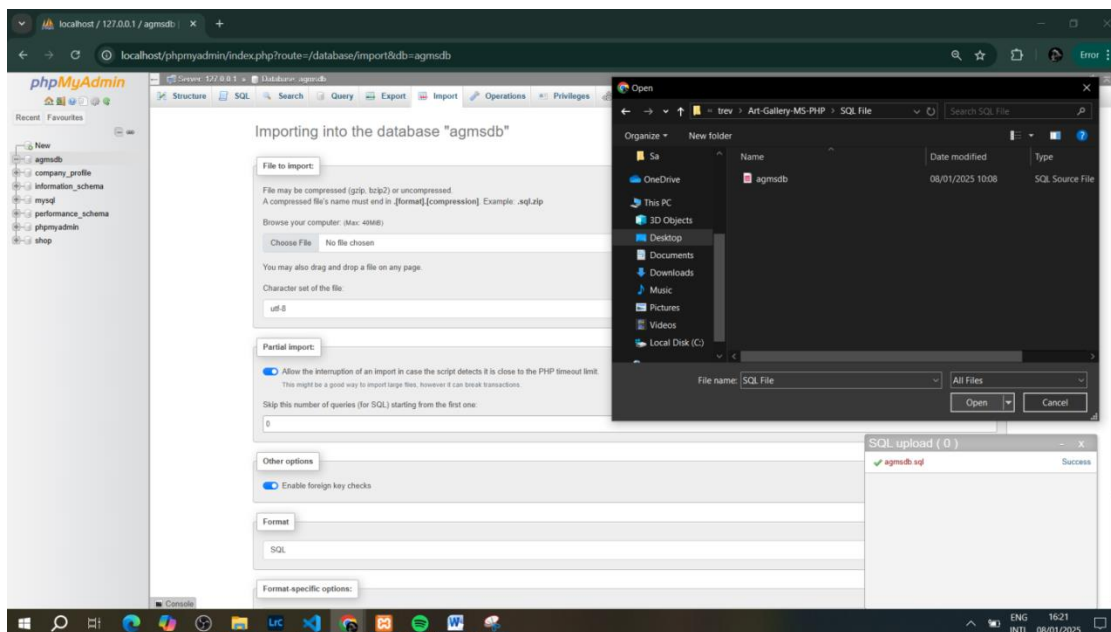 localhost / 127.0.0.1 / agmsdb |
localhost/phpmyadmin/index.php?route=/database/import&db=agmsdb
Error
phpMyAdmin
Recent Favourites
New
agmsdb
company_profile
information_schema
mysql
performance_schema
phpmyadmin
shop
Server: 127.0.0.1 » Database: agmsdb
Structure SQL Search Query Export Import Operations Privileges
Importing into the database "agmsdb"
File to import:
File may be compressed (gzip, bzip2) or uncompressed.
A compressed file's name must end in .[format].[compression]. Example: .sql.zip
Browse your computer: (Max: 40MiB)
Choose File No file chosen
You may also drag and drop a file on any page.
Character set of the file:
utf-8
Partial import:
Allow the interruption of an import in case the script detects it is close to the PHP timeout limit.
This might be a good way to import large files, however it can break transactions.
Skip this number of queries (for SQL) starting from the first one:
0
Other options
Enable foreign key checks
Format
SQL
Format-specific options:
Console
Open
« trev > Art-Gallery-MS-PHP > SQL File
Search SQL File
Organize New folder
Sa
OneDrive
This PC
3D Objects
Desktop
Documents
Downloads
Music
Pictures
Videos
Local Disk (C:)
Name Date modified Type
agmsdb 08/01/2025 10:08 SQL Source File
File name: SQL File All Files
Open Cancel
SQL upload ( 0 ) - x
agmsdb.sql Success
LrC
ENG 16:21
INTL 08/01/2025